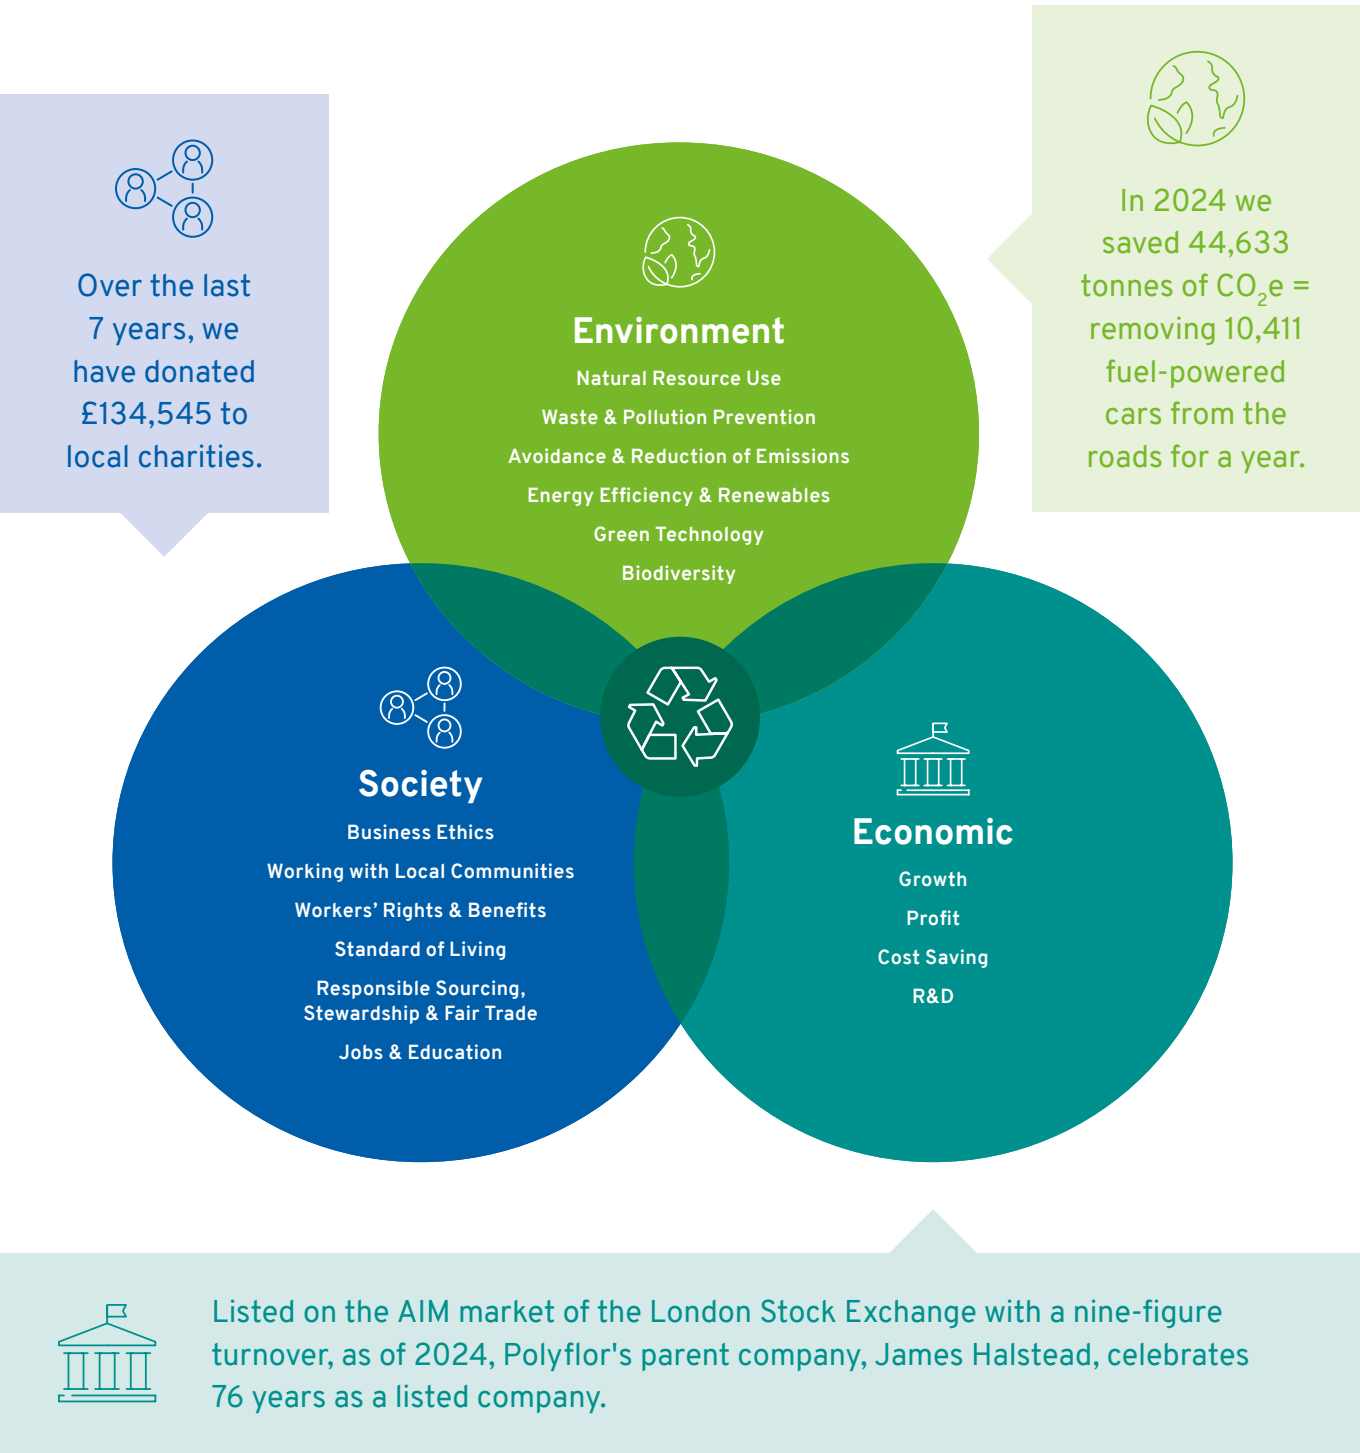 Over the last
7 years, we
have donated
£134,545 to
local charities.
In 2024 we
saved 44,633
tonnes of CO₂e =
removing 10,411
fuel-powered
cars from the
roads for a year.
Environment
Natural Resource Use
Waste & Pollution Prevention
Avoidance & Reduction of Emissions
Energy Efficiency & Renewables
Green Technology
Biodiversity
Society
Business Ethics
Working with Local Communities
Workers’ Rights & Benefits
Standard of Living
Responsible Sourcing,
Stewardship & Fair Trade
Jobs & Education
Economic
Growth
Profit
Cost Saving
R&D
Listed on the AIM market of the London Stock Exchange with a nine-figure
turnover, as of 2024, Polyflor's parent company, James Halstead, celebrates
76 years as a listed company.